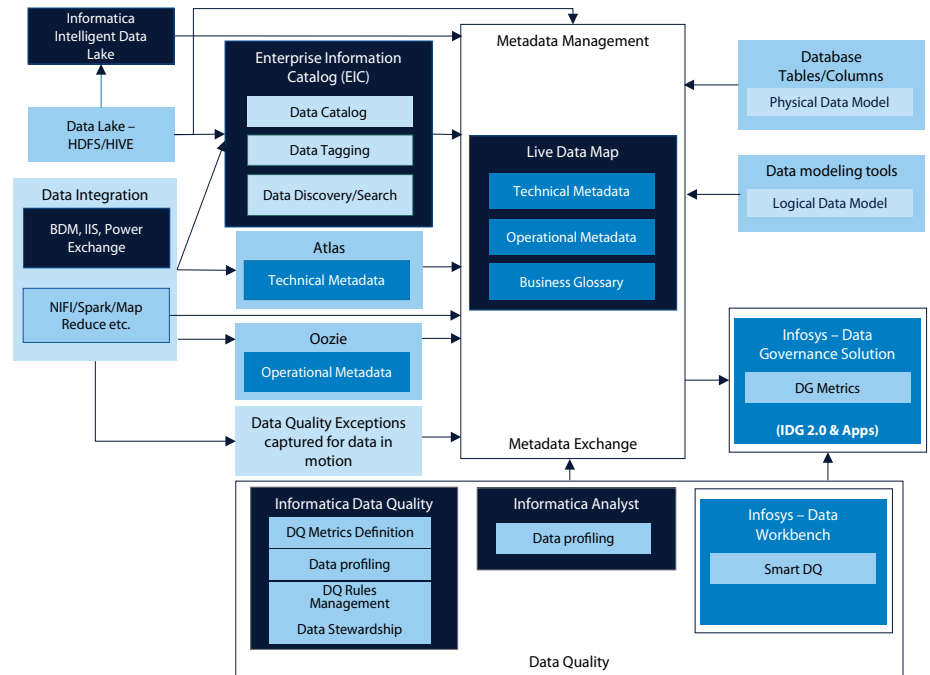 Informatica
Intelligent Data
Lake
Data Lake –
HDFS/HIVE
Data Integration
BDM, IIS, Power
Exchange
NIFI/Spark/Map
Reduce etc.
Enterprise Information
Catalog (EIC)
Data Catalog
Data Tagging
Data Discovery/Search
Atlas
Technical Metadata
Oozie
Operational Metadata
Data Quality Exceptions
captured for data in
motion
Metadata Management
Live Data Map
Technical Metadata
Operational Metadata
Business Glossary
Metadata Exchange
Database
Tables/Columns
Physical Data Model
Data modeling tools
Logical Data Model
Infosys – Data
Governance Solution
DG Metrics
(IDG 2.0 & Apps)
Informatica Data Quality
DQ Metrics Definition
Data profiling
DQ Rules
Management
Data Stewardship
Informatica Analyst
Data profiling
Infosys – Data
Workbench
Smart DQ
Data Quality